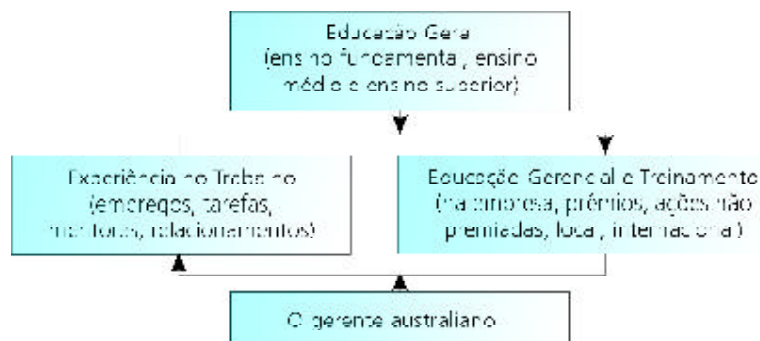 Educação Geral
(ensino fundamental, ensino
médio e ensino superior)
Experiência no Trabalho
(empregos, tarefas,
mentores, relacionamentos)
Educação Gerencial e Treinamento
(na empresa, prêmios, ações não
premiadas, local, internacional)
O gerente australiano